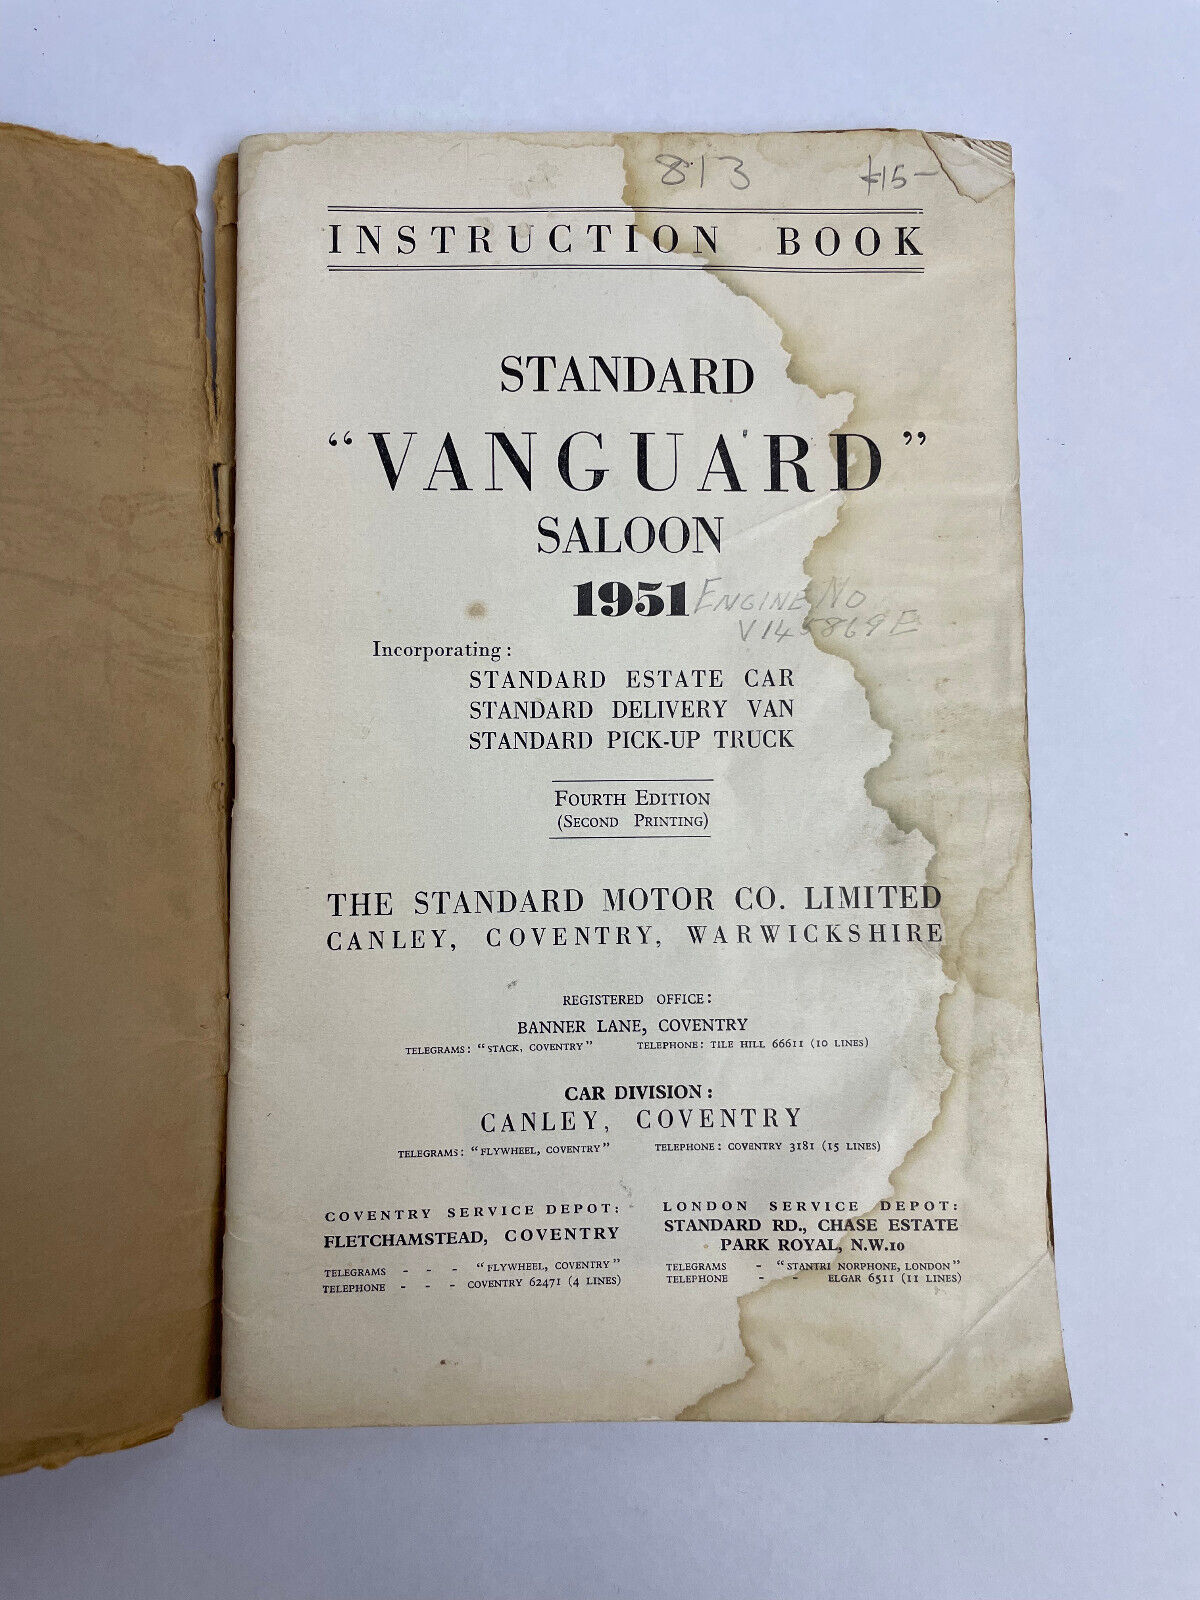 813 £15-
INSTRUCTION BOOK
STANDARD
“VANGUARD”
SALOON
1951 ENGINE NO
V145869E
Incorporating:
STANDARD ESTATE CAR
STANDARD DELIVERY VAN
STANDARD PICK-UP TRUCK
FOURTH EDITION
(SECOND PRINTING)
THE STANDARD MOTOR CO. LIMITED
CANLEY, COVENTRY, WARWICKSHIRE
REGISTERED OFFICE:
BANNER LANE, COVENTRY
TELEGRAMS: “STACK, COVENTRY” TELEPHONE: TILE HILL 66611 (10 LINES)
CAR DIVISION:
CANLEY, COVENTRY
TELEGRAMS: “FLYWHEEL, COVENTRY” TELEPHONE: COVENTRY 3181 (15 LINES)
COVENTRY SERVICE DEPOT:
FLETCHAMSTEAD, COVENTRY
TELEGRAMS - - - “FLYWHEEL, COVENTRY”
TELEPHONE - - - COVENTRY 62471 (4 LINES)
LONDON SERVICE DEPOT:
STANDARD RD., CHASE ESTATE
PARK ROYAL, N.W.10
TELEGRAMS - “STANTRI NORPHONE, LONDON”
TELEPHONE - - ELGAR 6511 (11 LINES)